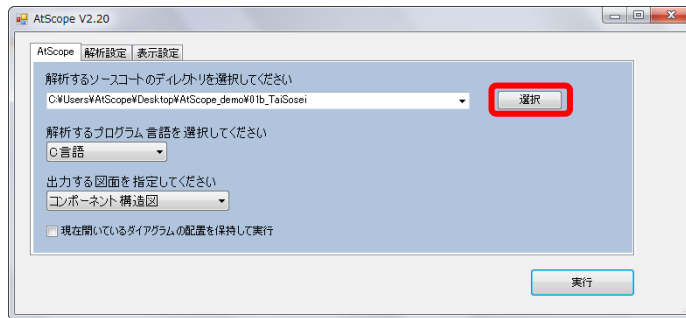 AtScope V2.20
AtScope 解析設定 表示設定
解析するソースコートのディレクトリを選択してください
C:¥Users¥AtScope¥Desktop¥AtScope_demo¥01b_TaiSosei 選択
解析するプログラム言語を選択してください
C言語
出力する図面を指定してください
コンポーネント構造図
現在開いているダイアグラムの配置を保持して実行
実行